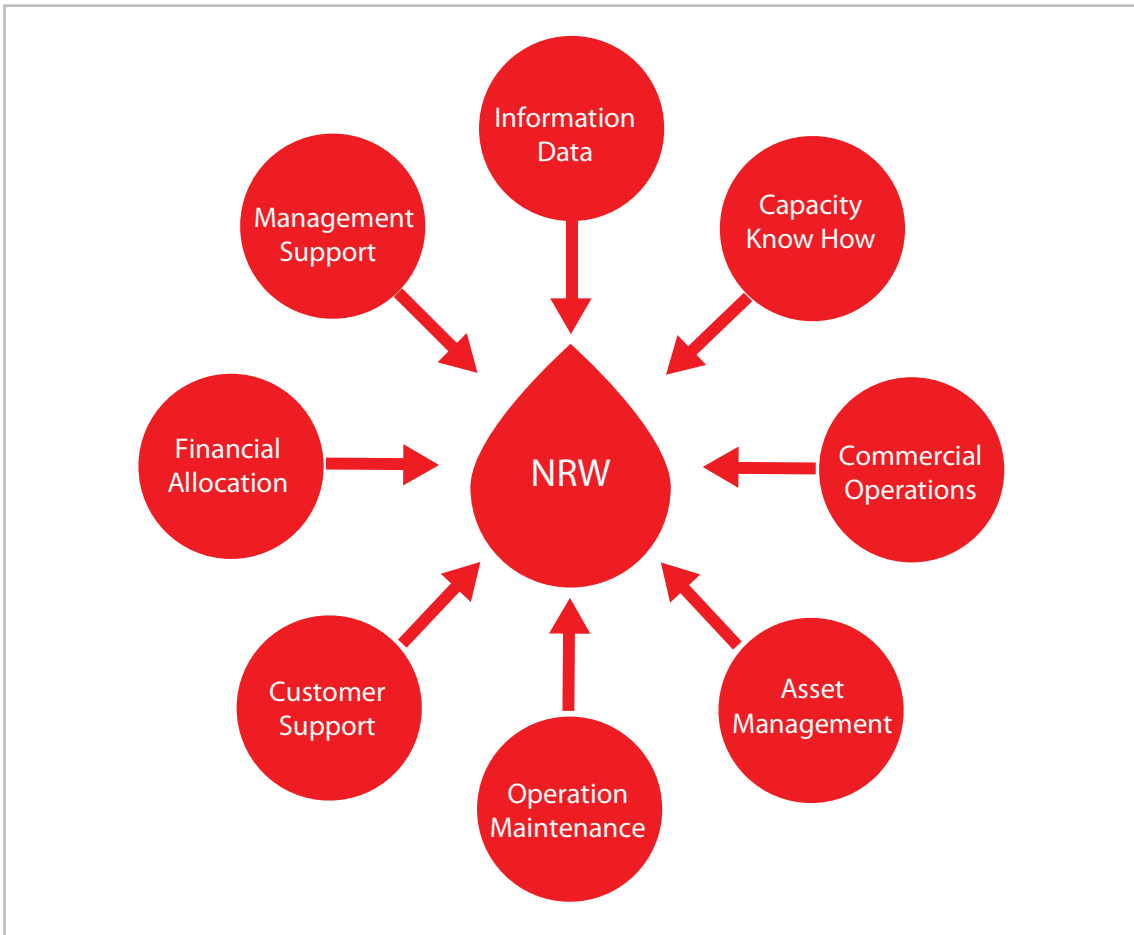 Information
Data
Capacity
Know How
Commercial
Operations
Asset
Management
Operation
Maintenance
Customer
Support
Financial
Allocation
Management
Support
NRW